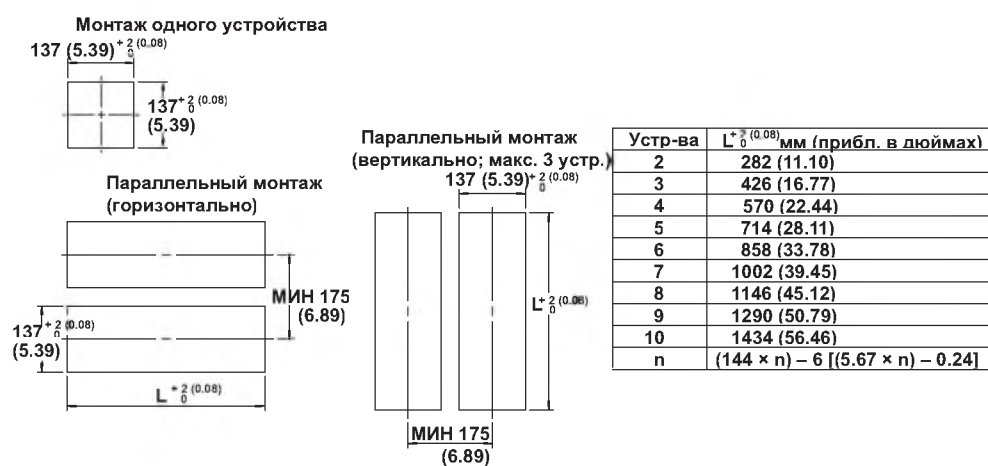 Монтаж одного устройства
137 (5.39) +2 0 (0.08)
137 +2 0 (0.08)
(5.39)
Параллельный монтаж
(горизонтально)
МИН 175
(6.89)
137 +2 0 (0.08)
(5.39)
L +2 0 (0.08)
Параллельный монтаж
(вертикально; макс. 3 устр.)
137 (5.39) +2 0 (0.08)
L +2 0 (0.08)
МИН 175
(6.89)
Устр-ва L +2 0 (0.08) мм (прибл. в дюймах)
2 282 (11.10)
3 426 (16.77)
4 570 (22.44)
5 714 (28.11)
6 858 (33.78)
7 1002 (39.45)
8 1146 (45.12)
9 1290 (50.79)
10 1434 (56.46)
n (144 × n) – 6 [(5.67 × n) – 0.24]